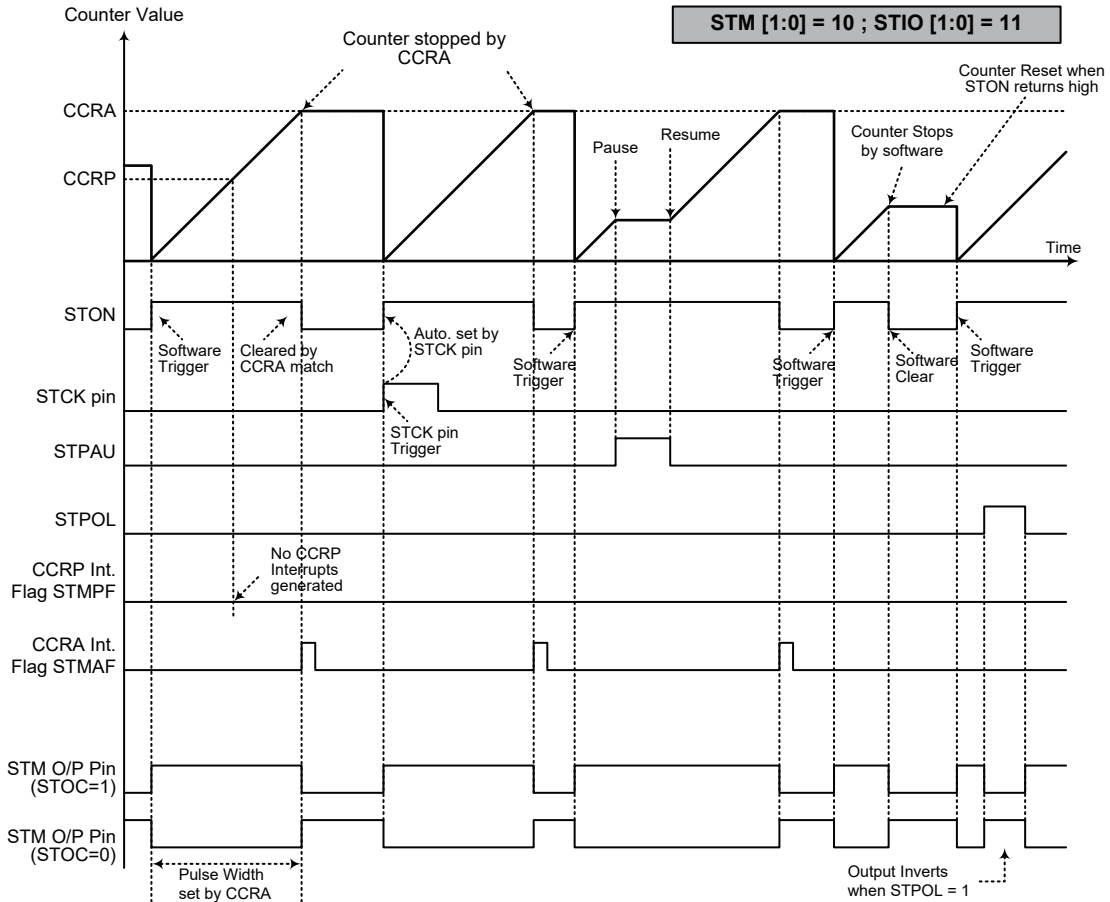 Counter Value
STM [1:0] = 10 ; STIO [1:0] = 11
Counter stopped by
CCRA
Counter Reset when
STON returns high
CCRA
Pause
Resume
Counter Stops
by software
CCRP
Time
STON
Software
Trigger
Cleared by
CCRA match
Auto. set by
STCK pin
Software
Trigger
Software
Trigger
Software
Clear
Software
Trigger
STCK pin
STCK pin
Trigger
STPAU
STPOL
No CCRP
Interrupts
generated
CCRP Int.
Flag STMPF
CCRA Int.
Flag STMAF
STM O/P Pin
(STOC=1)
STM O/P Pin
(STOC=0)
Pulse Width
set by CCRA
Output Inverts
when STPOL = 1